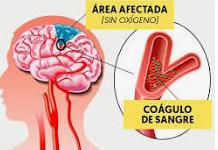 ÁREA AFECTADA
(SIN OXÍGENO)
COÁGULO
DE SANGRE